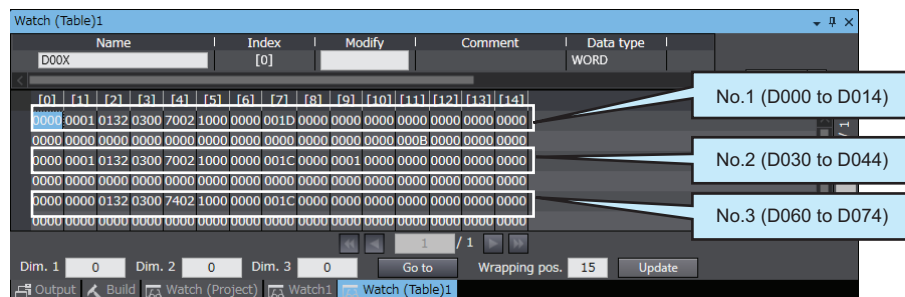 Watch (Table)1
Name Index Modify Comment Data type
D00X [0] WORD
[0] [1] [2] [3] [4] [5] [6] [7] [8] [9] [10] [11] [12] [13] [14]
0000 0001 0132 0300 7002 1000 0000 001D 0000 0000 0000 0000 0000 0000 0000
0000 0000 0000 0000 0000 0000 0000 0000 0000 0000 0000 000B 0000 0000 0000
0000 0001 0132 0300 7002 1000 0000 001C 0000 0001 0000 0000 0000 0000 0000
0000 0000 0000 0000 0000 0000 0000 0000 0000 0000 0000 0000 0000 0000 0000
0000 0000 0132 0300 7402 1000 0000 001C 0000 0000 0000 0000 0000 0000 0000
0000 0000 0000 0000 0000 0000 0000 0000 0000 0000 0000 0000 0000 0000 0000
No.1 (D000 to D014)
No.2 (D030 to D044)
No.3 (D060 to D074)
1 / 1
Dim. 1 0 Dim. 2 0 Dim. 3 0 Go to Wrapping pos. 15 Update
Output Build Watch (Project) Watch1 Watch (Table)1